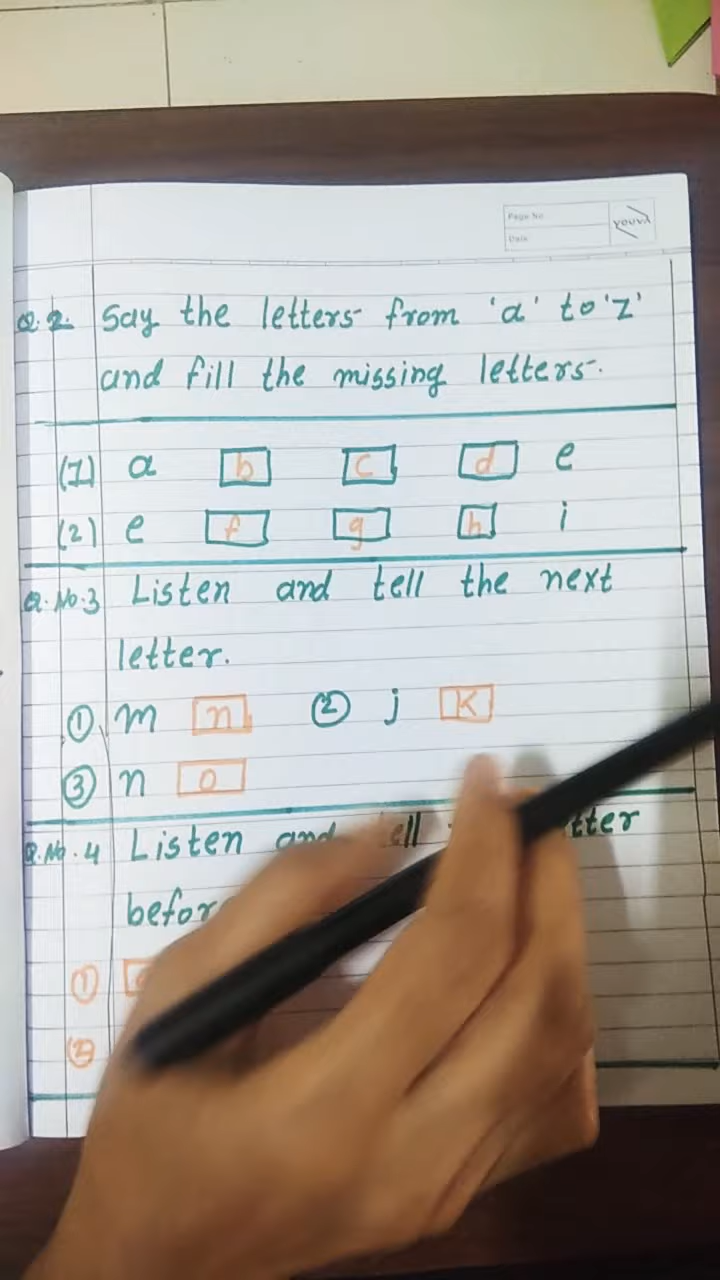 Page No.
Date
youva
Q.2. Say the letters from 'a' to 'z'
and fill the missing letters.
(1) a b c d e
(2) e f g h i
Q.No.3 Listen and tell the next
letter.
① m n ② j K
③ n o
Q.No.4 Listen and
①
②